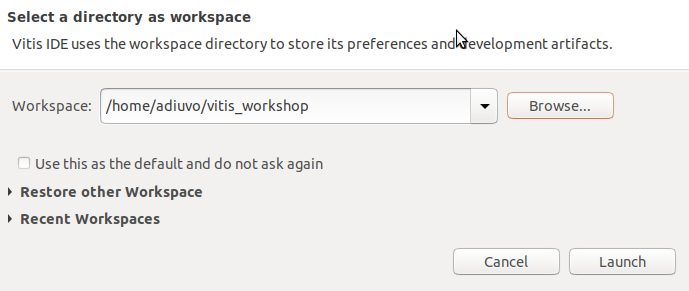 Select a directory as workspace
Vitis IDE uses the workspace directory to store its preferences and development artifacts.
Workspace: /home/adiuvo/vitis_workshop Browse...
Use this as the default and do not ask again
Restore other Workspace
Recent Workspaces
Cancel Launch